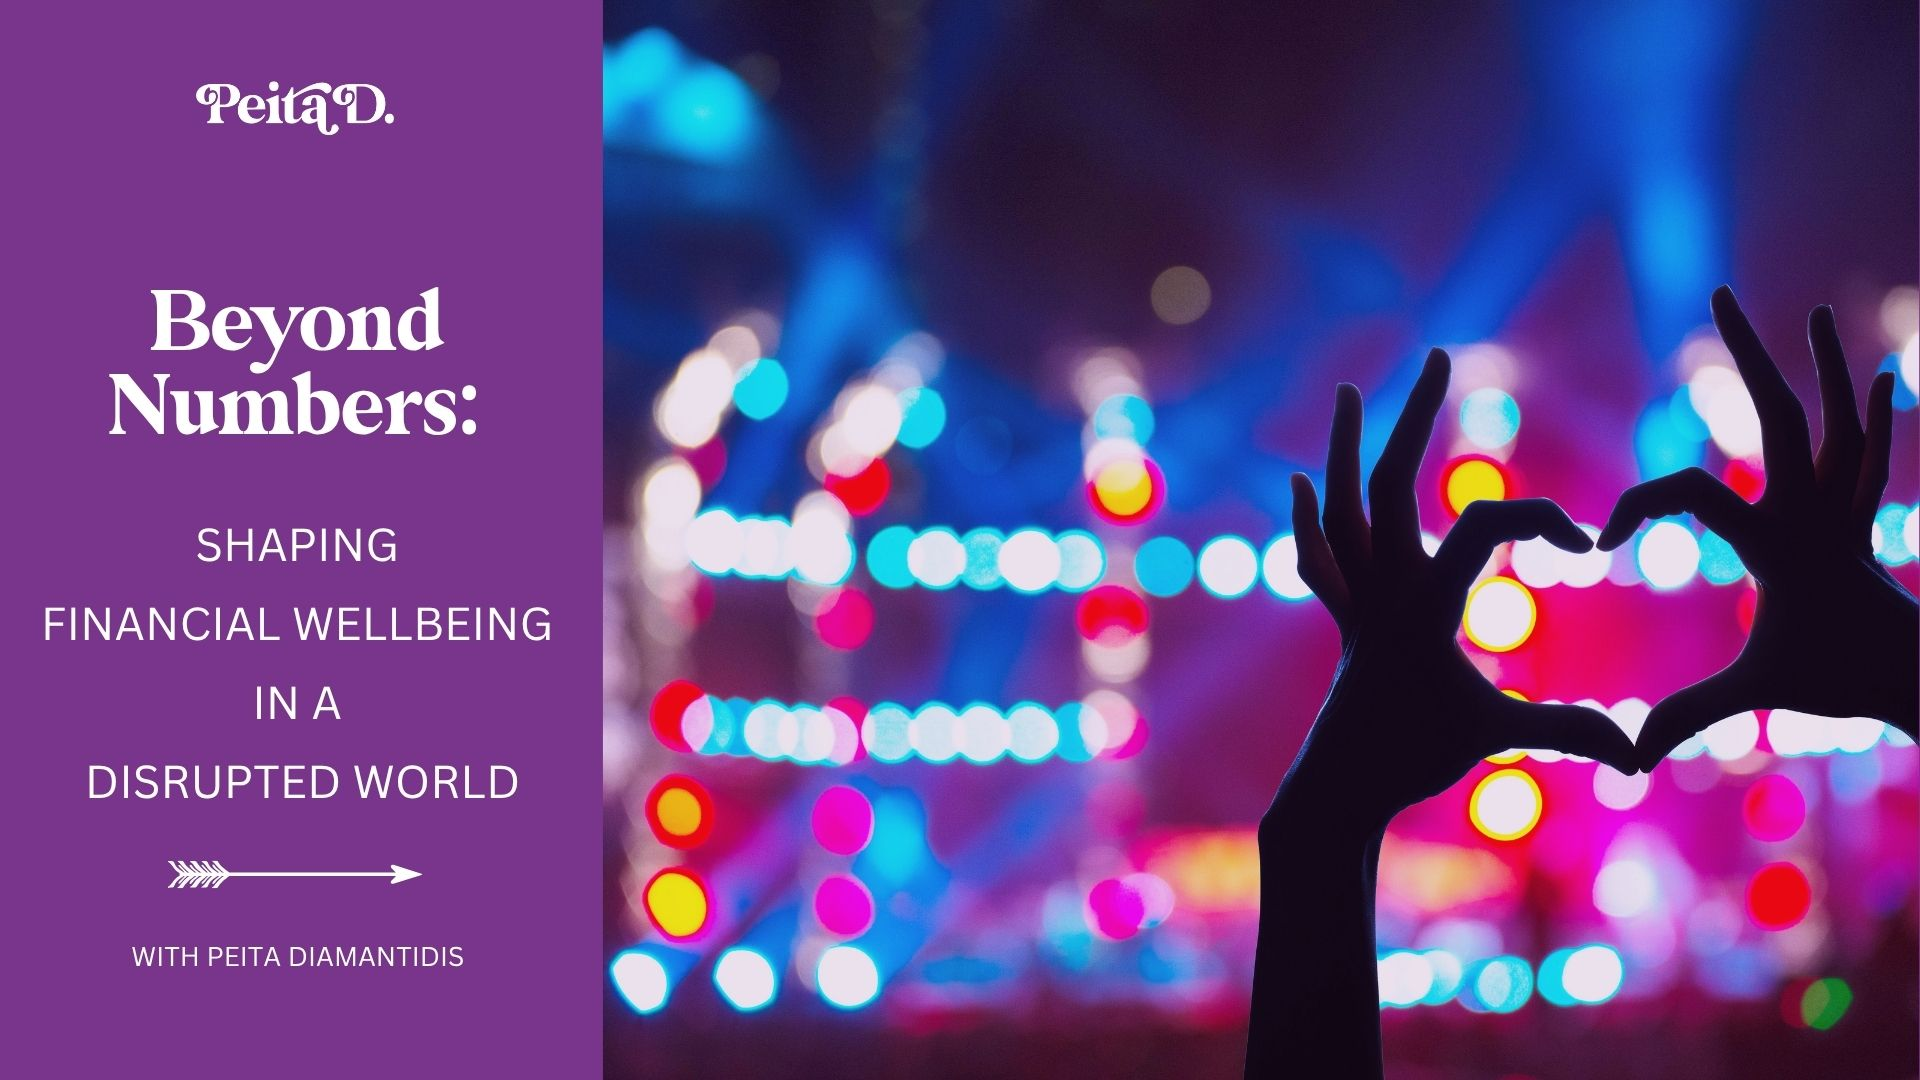 Peita D.
Beyond
Numbers:
SHAPING
FINANCIAL WELLBEING
IN A
DISRUPTED WORLD
WITH PEITA DIAMANTIDIS